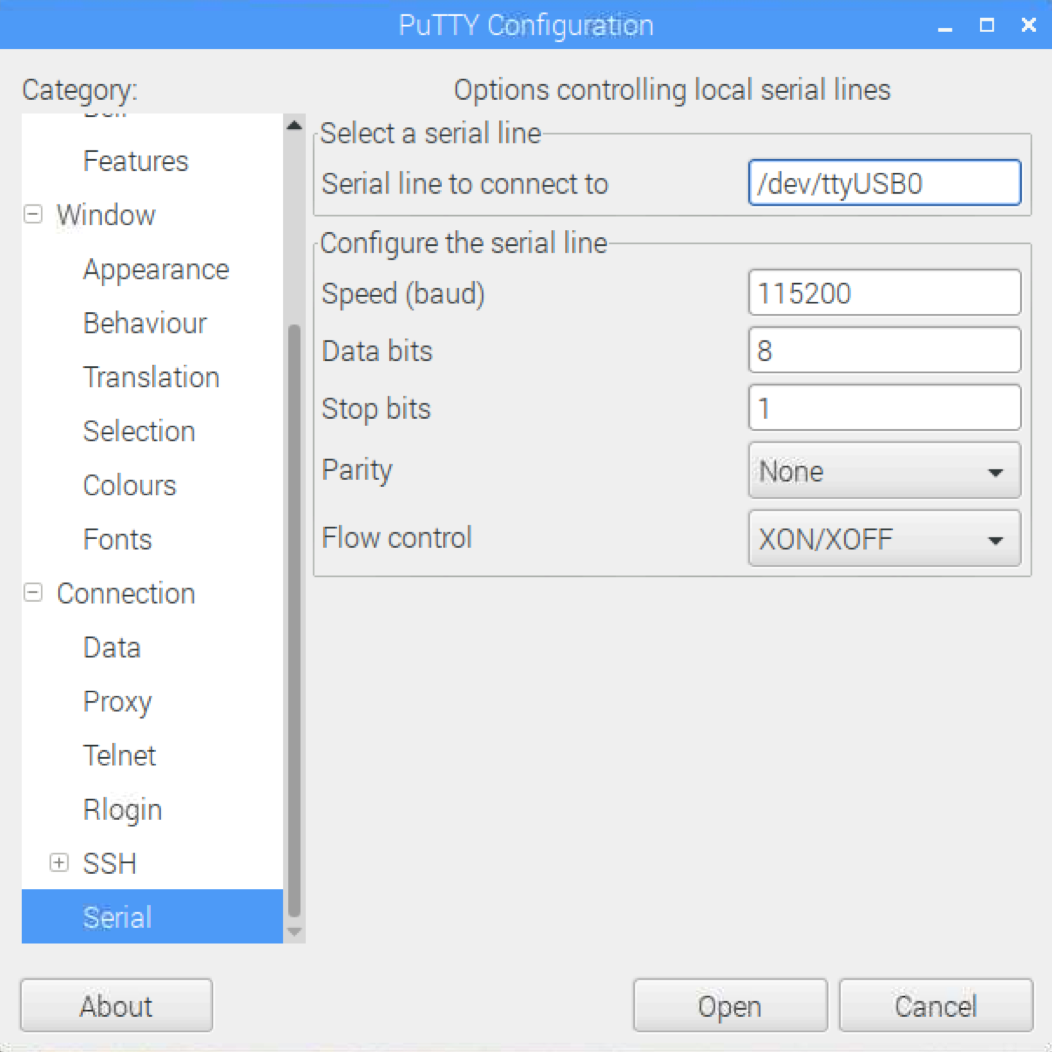 PuTTY Configuration
Category:
Features
Window
Appearance
Behaviour
Translation
Selection
Colours
Fonts
Connection
Data
Proxy
Telnet
Rlogin
SSH
Serial
Options controlling local serial lines
Select a serial line
Serial line to connect to /dev/ttyUSB0
Configure the serial line
Speed (baud) 115200
Data bits 8
Stop bits 1
Parity None
Flow control XON/XOFF
About
Open
Cancel